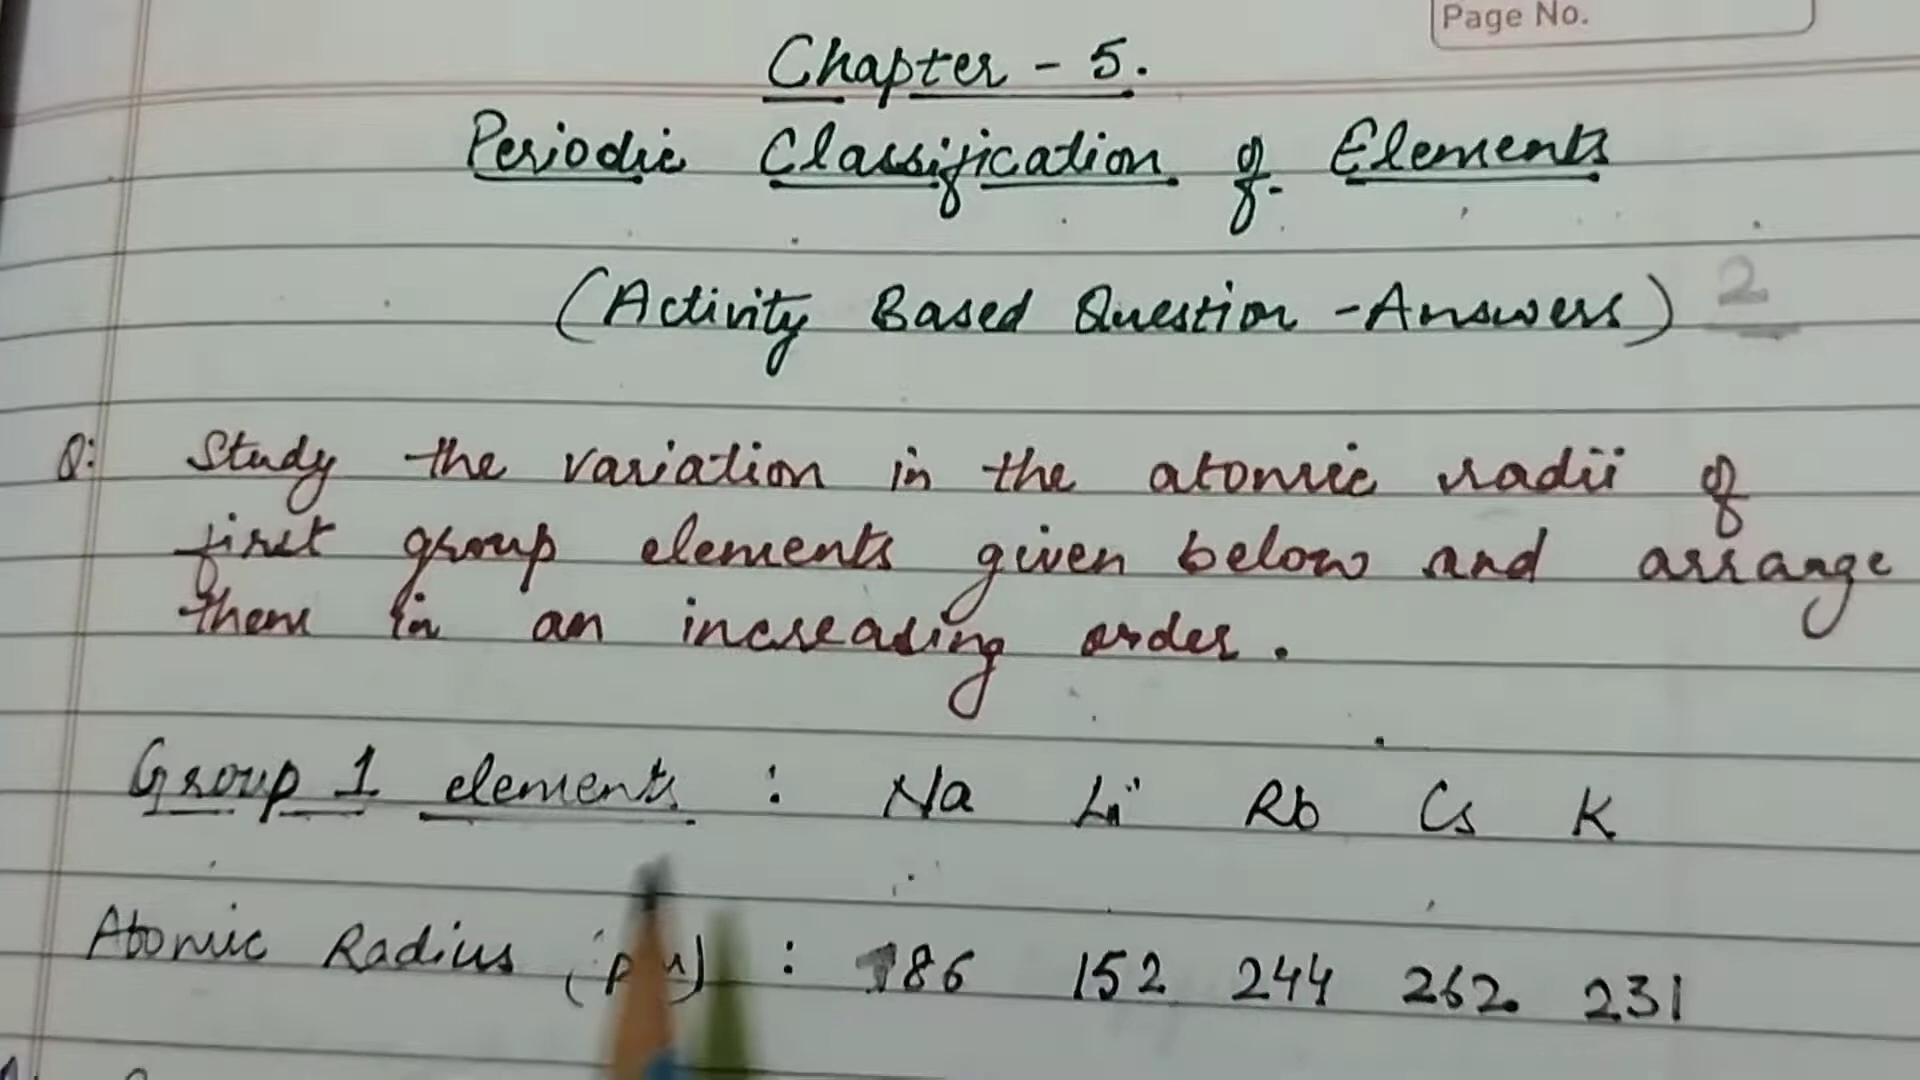 Page No.
Chapter - 5.
Periodic Classification of Elements
(Activity Based Question - Answers) 2
Q: Study the variation in the atomic radii of
first group elements given below and arrange
them in an increasing order.
Group 1 elements : Na Li Rb Cs K
Atomic Radius : 186 152 244 262 231